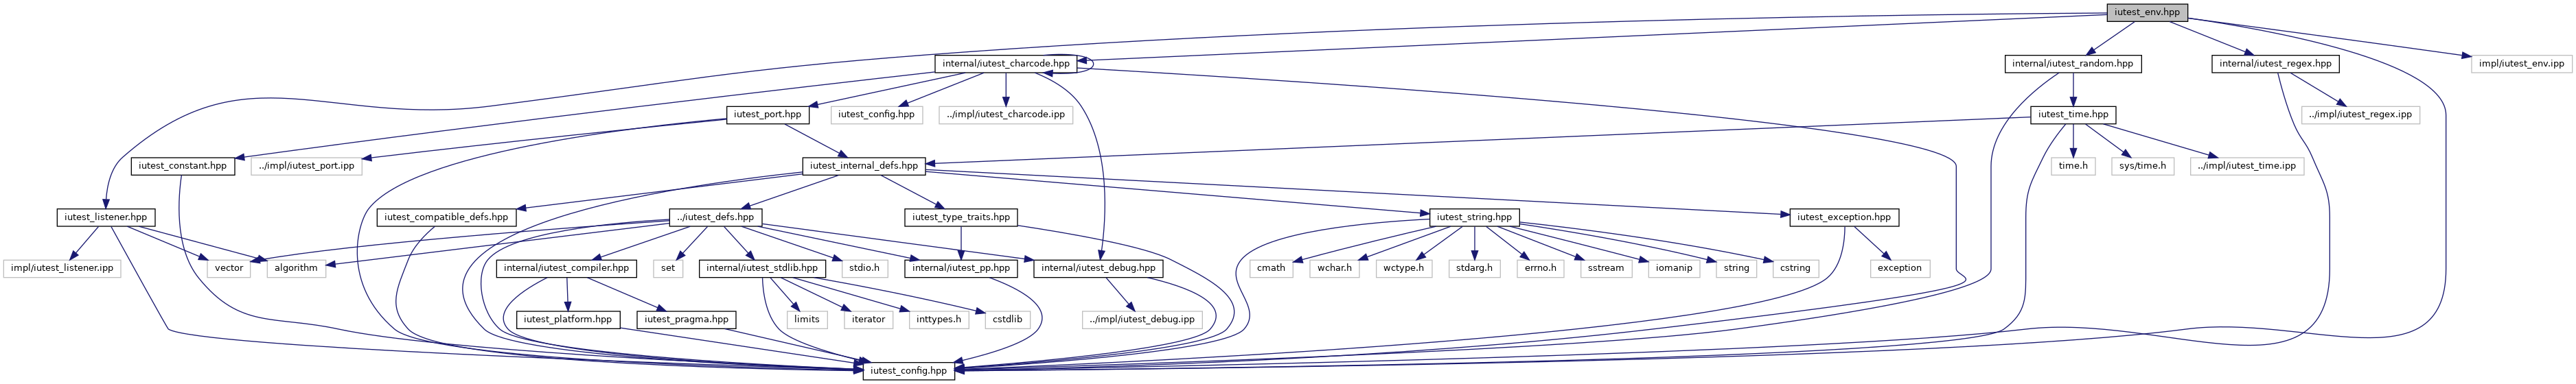 iutest_env.hpp
internal/iutest_charcode.hpp
internal/iutest_random.hpp
internal/iutest_regex.hpp
impl/iutest_env.ipp
iutest_port.hpp
iutest_config.hpp
../impl/iutest_charcode.ipp
iutest_time.hpp
../impl/iutest_regex.ipp
iutest_constant.hpp
../impl/iutest_port.ipp
iutest_internal_defs.hpp
time.h
sys/time.h
../impl/iutest_time.ipp
iutest_listener.hpp
iutest_compatible_defs.hpp
../iutest_defs.hpp
iutest_type_traits.hpp
iutest_string.hpp
iutest_exception.hpp
impl/iutest_listener.ipp
vector
algorithm
internal/iutest_compiler.hpp
set
internal/iutest_stdlib.hpp
stdio.h
internal/iutest_pp.hpp
internal/iutest_debug.hpp
cmath
wchar.h
wctype.h
stdarg.h
errno.h
sstream
iomanip
string
cstring
exception
iutest_platform.hpp
iutest_pragma.hpp
limits
iterator
inttypes.h
cstdlib
../impl/iutest_debug.ipp
iutest_config.hpp